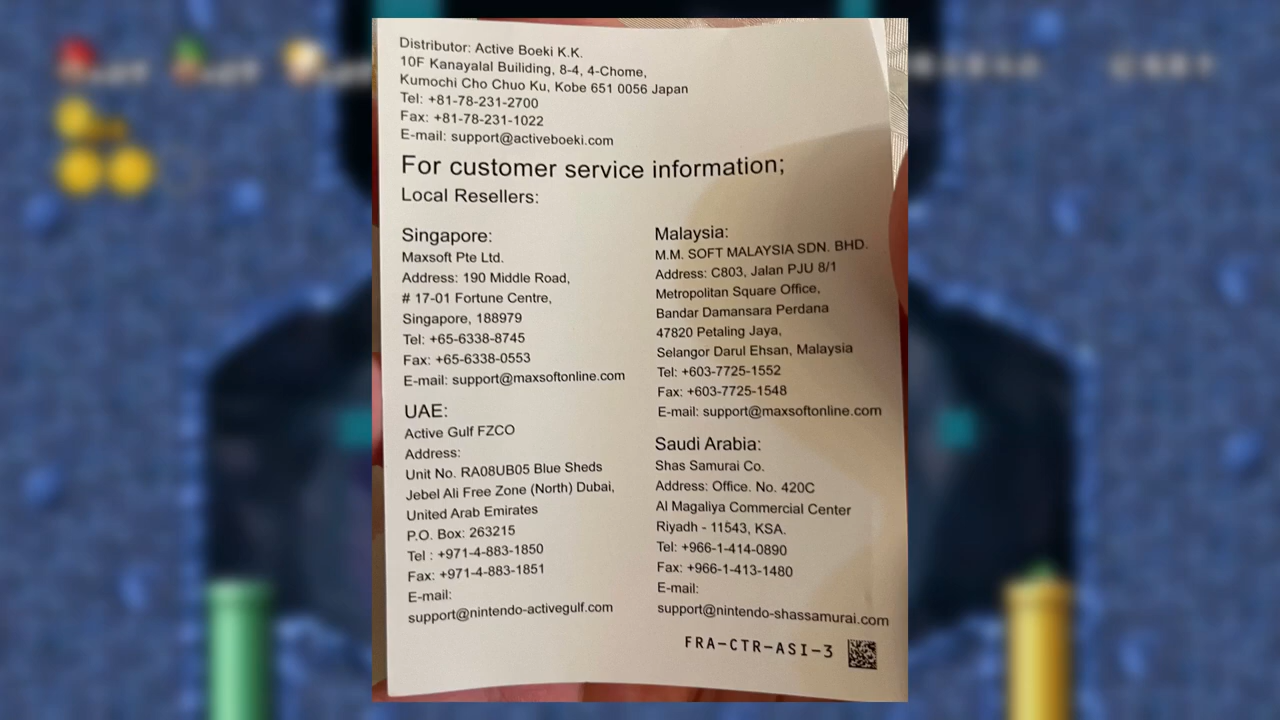 Distributor: Active Boeki K.K.
10F Kanayalal Builiding, 8-4, 4-Chome,
Kumochi Cho Chuo Ku, Kobe 651 0056 Japan
Tel: +81-78-231-2700
Fax: +81-78-231-1022
E-mail: support@activeboeki.com
For customer service information;
Local Resellers:
Singapore:
Maxsoft Pte Ltd.
Address: 190 Middle Road,
# 17-01 Fortune Centre,
Singapore, 188979
Tel: +65-6338-8745
Fax: +65-6338-0553
E-mail: support@maxsoftonline.com
UAE:
Active Gulf FZCO
Address:
Unit No. RA08UB05 Blue Sheds
Jebel Ali Free Zone (North) Dubai,
United Arab Emirates
P.O. Box: 263215
Tel : +971-4-883-1850
Fax: +971-4-883-1851
E-mail:
support@nintendo-activegulf.com
Malaysia:
M.M. SOFT MALAYSIA SDN. BHD.
Address: C803, Jalan PJU 8/1
Metropolitan Square Office,
Bandar Damansara Perdana
47820 Petaling Jaya,
Selangor Darul Ehsan, Malaysia
Tel: +603-7725-1552
Fax: +603-7725-1548
E-mail: support@maxsoftonline.com
Saudi Arabia:
Shas Samurai Co.
Address: Office. No. 420C
Al Magaliya Commercial Center
Riyadh - 11543, KSA.
Tel: +966-1-414-0890
Fax: +966-1-413-1480
E-mail:
support@nintendo-shassamurai.com
FRA-CTR-ASI-3